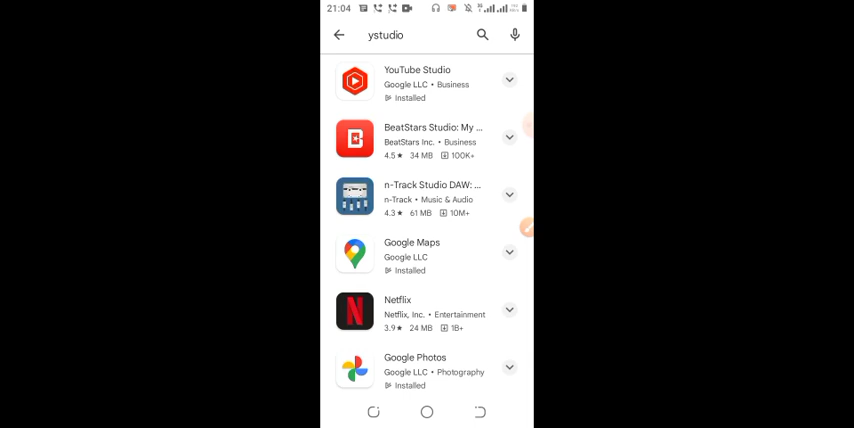 21:04
ystudio
YouTube Studio
Google LLC • Business
Installed
BeatStars Studio: My ...
BeatStars Inc. • Business
4.5★ 34 MB 100K+
n-Track Studio DAW: ...
n-Track • Music & Audio
4.3★ 61 MB 10M+
Google Maps
Google LLC
Installed
Netflix
Netflix, Inc. • Entertainment
3.9★ 24 MB 1B+
Google Photos
Google LLC • Photography
Installed